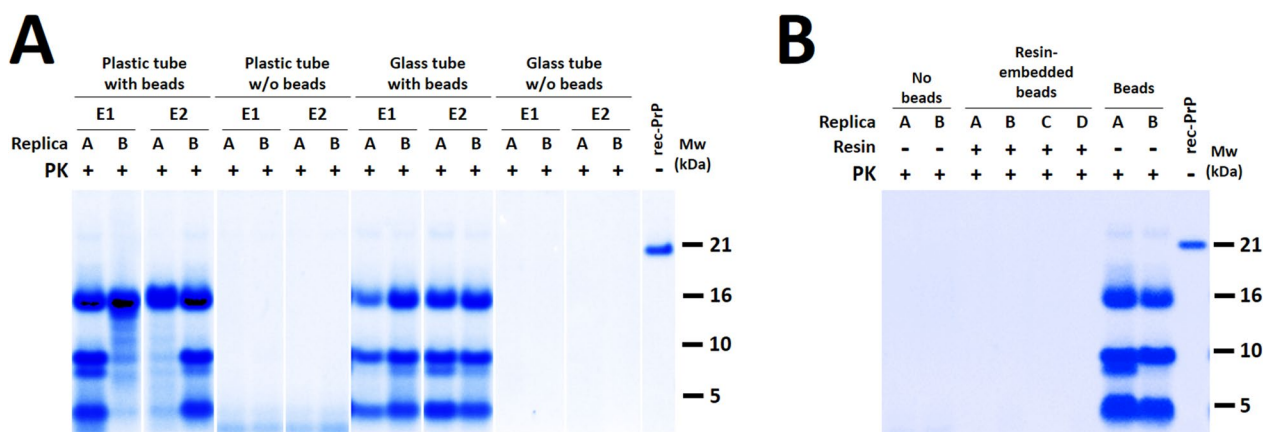 A
Plastic tube with beads
Plastic tube w/o beads
Glass tube with beads
Glass tube w/o beads
E1 E2 E1 E2 E1 E2 E1 E2
Replica A B A B A B A B A B A B A B A B
PK + + + + + + + + + + + + + + + + -
rec-PrP
Mw (kDa)
21
16
10
5
B
No beads
Resin-embedded beads
Beads
Replica A B A B C D A B
Resin - - + + + + - -
PK + + + + + + + + -
rec-PrP
Mw (kDa)
21
16
10
5